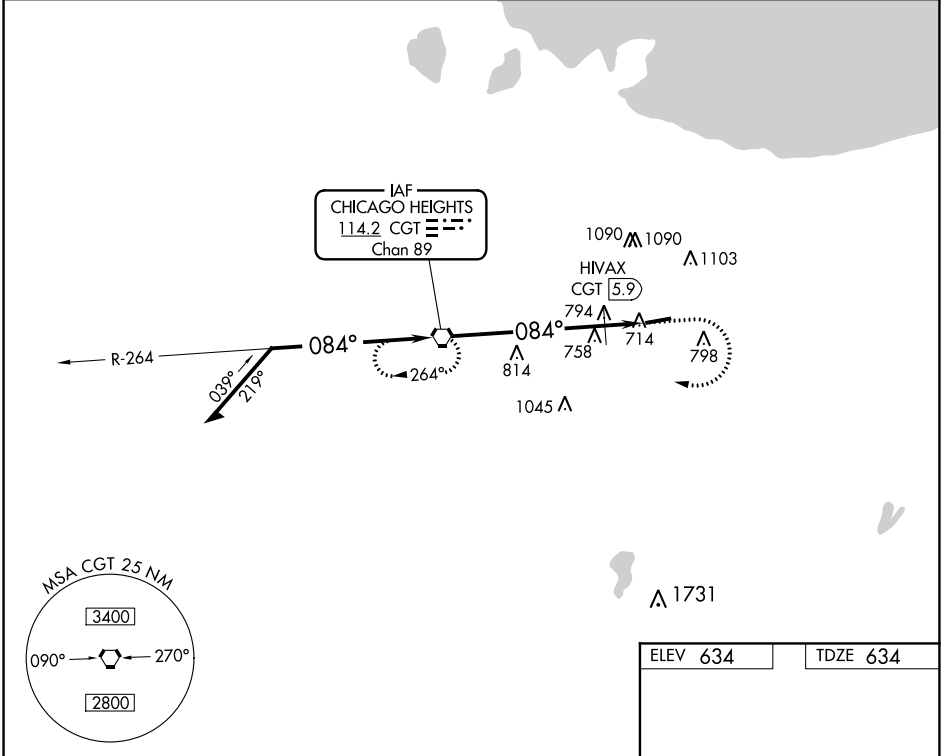 IAF
CHICAGO HEIGHTS
114.2 CGT
Chan 89
1090 1090
1103
HIVAX
CGT 5.9
794
084°
084°
714
758
798
R-264
814
264°
039°
219°
1045
MSA CGT 25 NM
3400
090° 270°
2800
1731
ELEV 634 TDZE 634